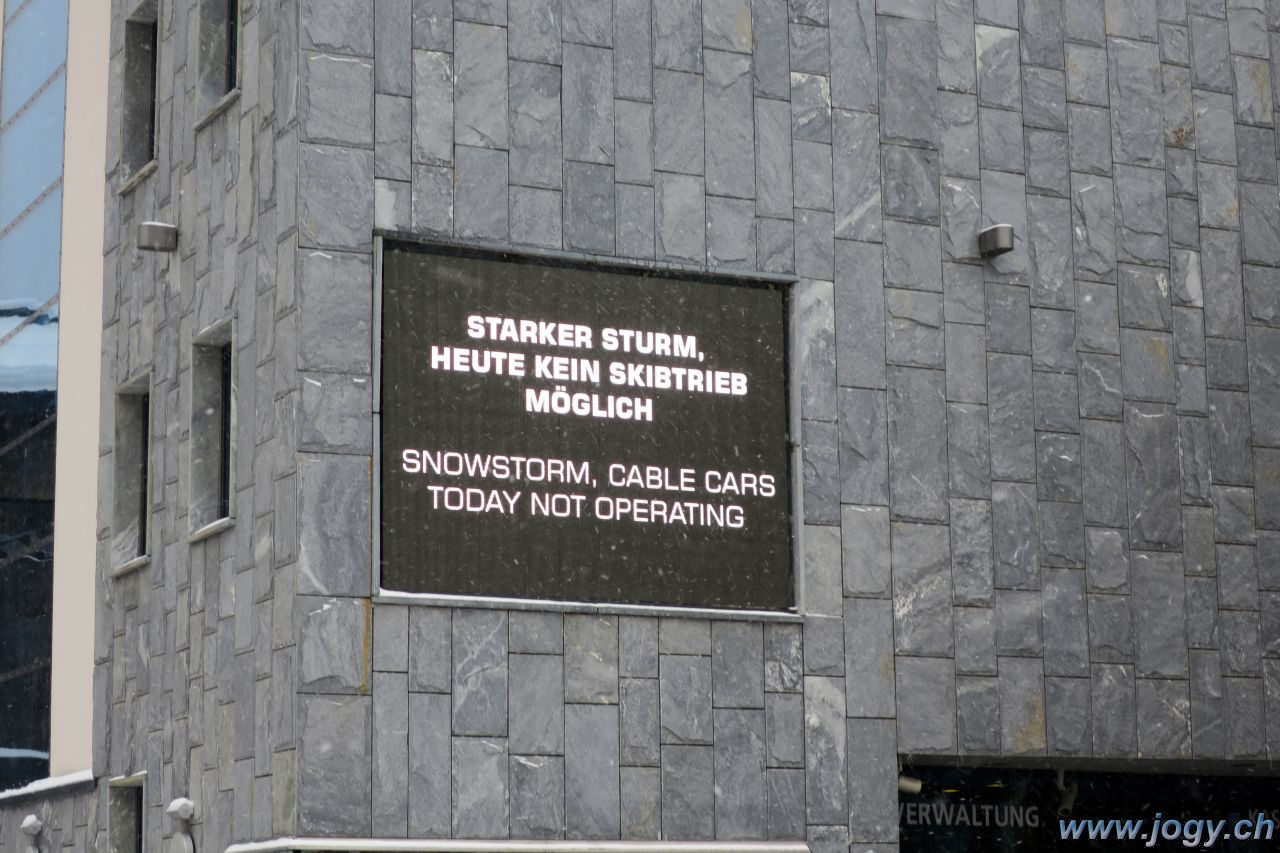 STARKER STURM,
HEUTE KEIN SKIBTRIEB
MÖGLICH
SNOWSTORM, CABLE CARS
TODAY NOT OPERATING
VERWALTUNG
www.jogy.ch